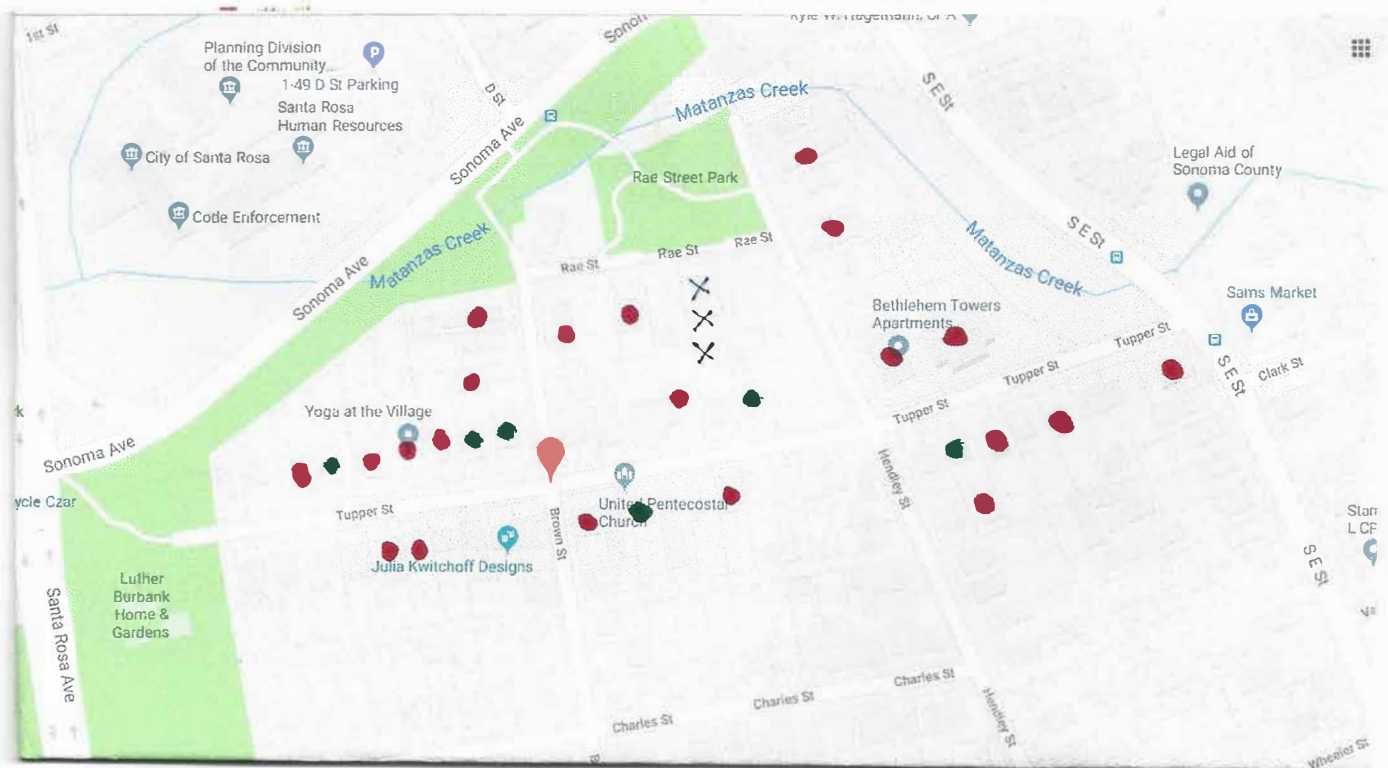 1st St
Planning Division
of the Community...
P
1-49 D St Parking
Santa Rosa
Human Resources
City of Santa Rosa
Code Enforcement
D St
Sonoma Ave
Matanzas Creek
Rae Street Park
S E St
Legal Aid of
Sonoma County
Matanzas Creek
Sonoma Ave
Rae St
Rae St
Rae St
S E St
Matanzas Creek
Bethlehem Towers
Apartments
Sams Market
Tupper St
Tupper St
Tupper St
S E St
Clark St
Yoga at the Village
Sonoma Ave
ycle Czar
Tupper St
Brown St
United Pentecostal
Church
Hendley St
Julia Kwitchoff Designs
S E St
Luther
Burbank
Home &
Gardens
Santa Rosa Ave
Charles St
Charles St
Charles St
Hendley St
Wheeler St